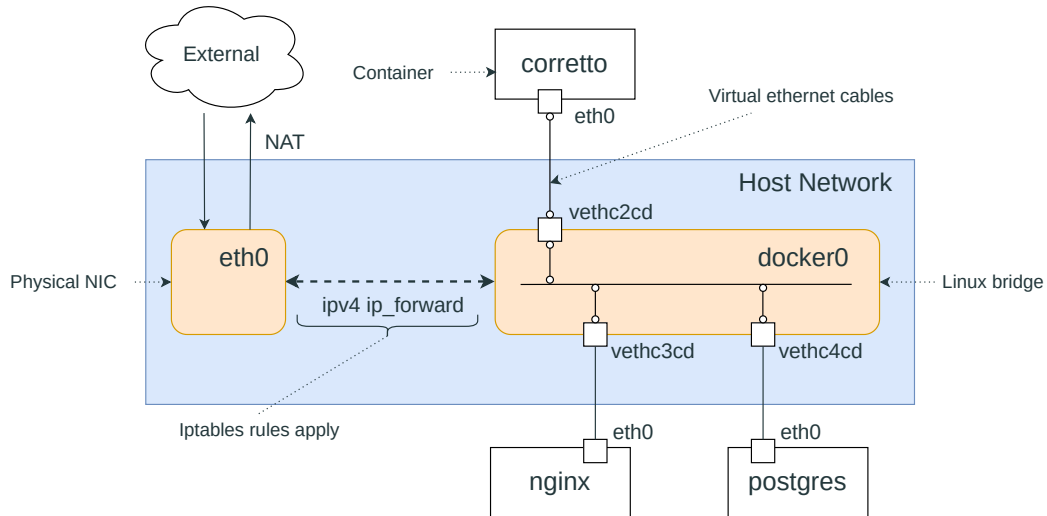 External
corretto
Container
eth0
Virtual ethernet cables
NAT
Host Network
vethc2cd
eth0
docker0
Physical NIC
Linux bridge
ipv4 ip_forward
vethc3cd
vethc4cd
Iptables rules apply
eth0
eth0
nginx
postgres